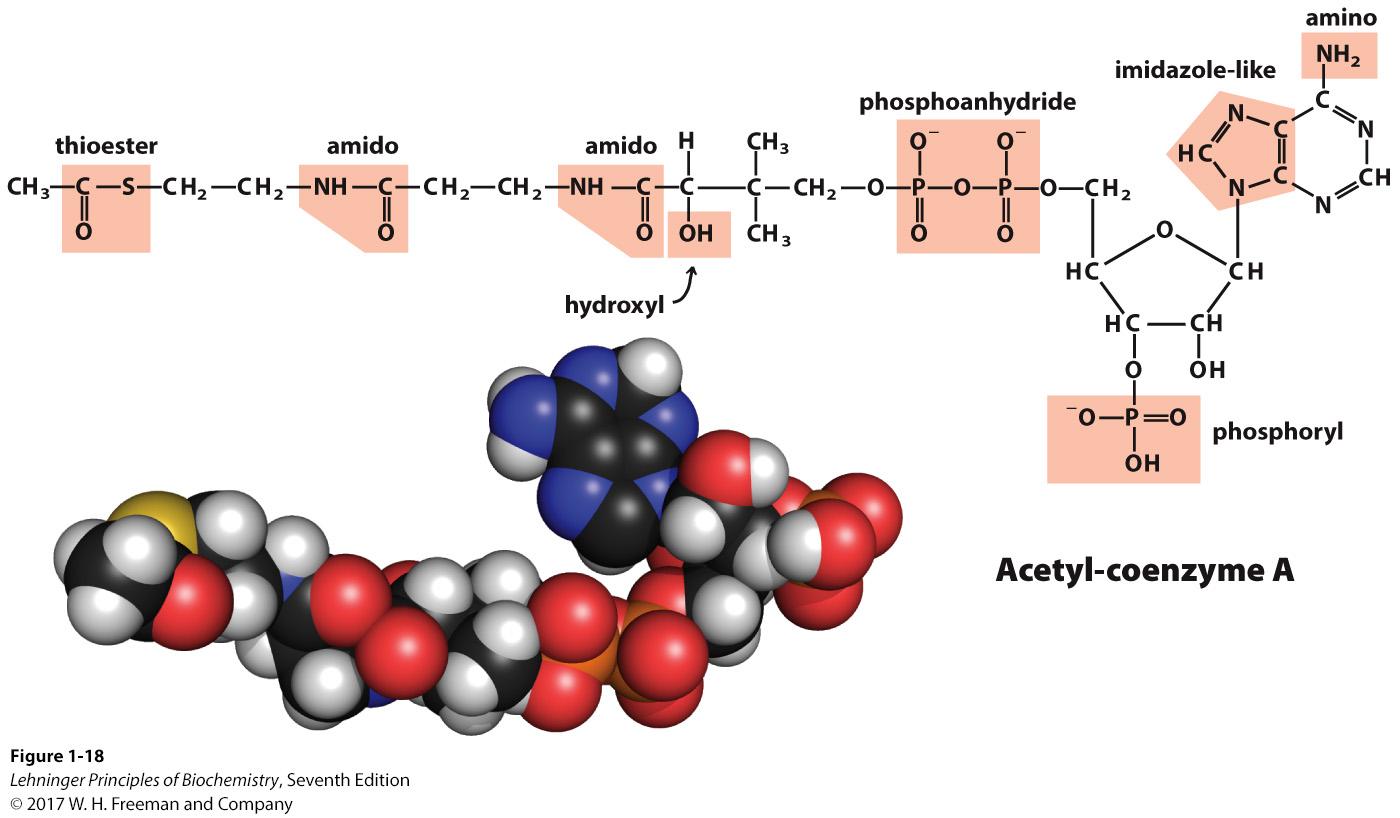 amino
NH2
imidazole-like
phosphoanhydride
thioester
amido
amido
H
CH3
O−
O−
N
C
C
N
HC
C
CH
N
C
N
CH3—C—S—CH2—CH2—NH—C—CH2—CH2—NH—C—C—C—CH2—O—P—O—P—O—CH2
O
O
O
OH
CH3
O
O
hydroxyl
O
HC
CH
HC
CH
O
OH
−O—P=O
OH
phosphoryl
Acetyl-coenzyme A
Figure 1-18
Lehninger Principles of Biochemistry, Seventh Edition
© 2017 W. H. Freeman and Company